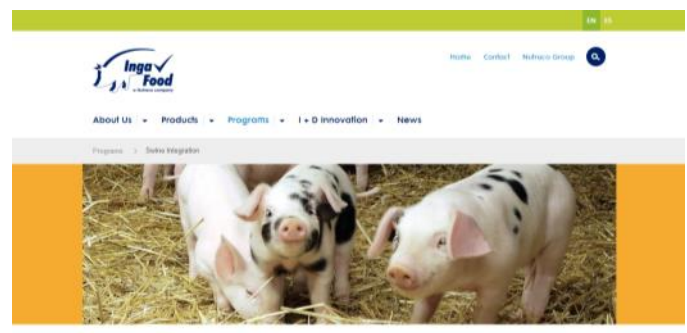 EN ES
Home Contact Nutreco Group
Inga
Food
a Nutreco company
About Us Products Programs I + D Innovation News
Programs > Swine Integration